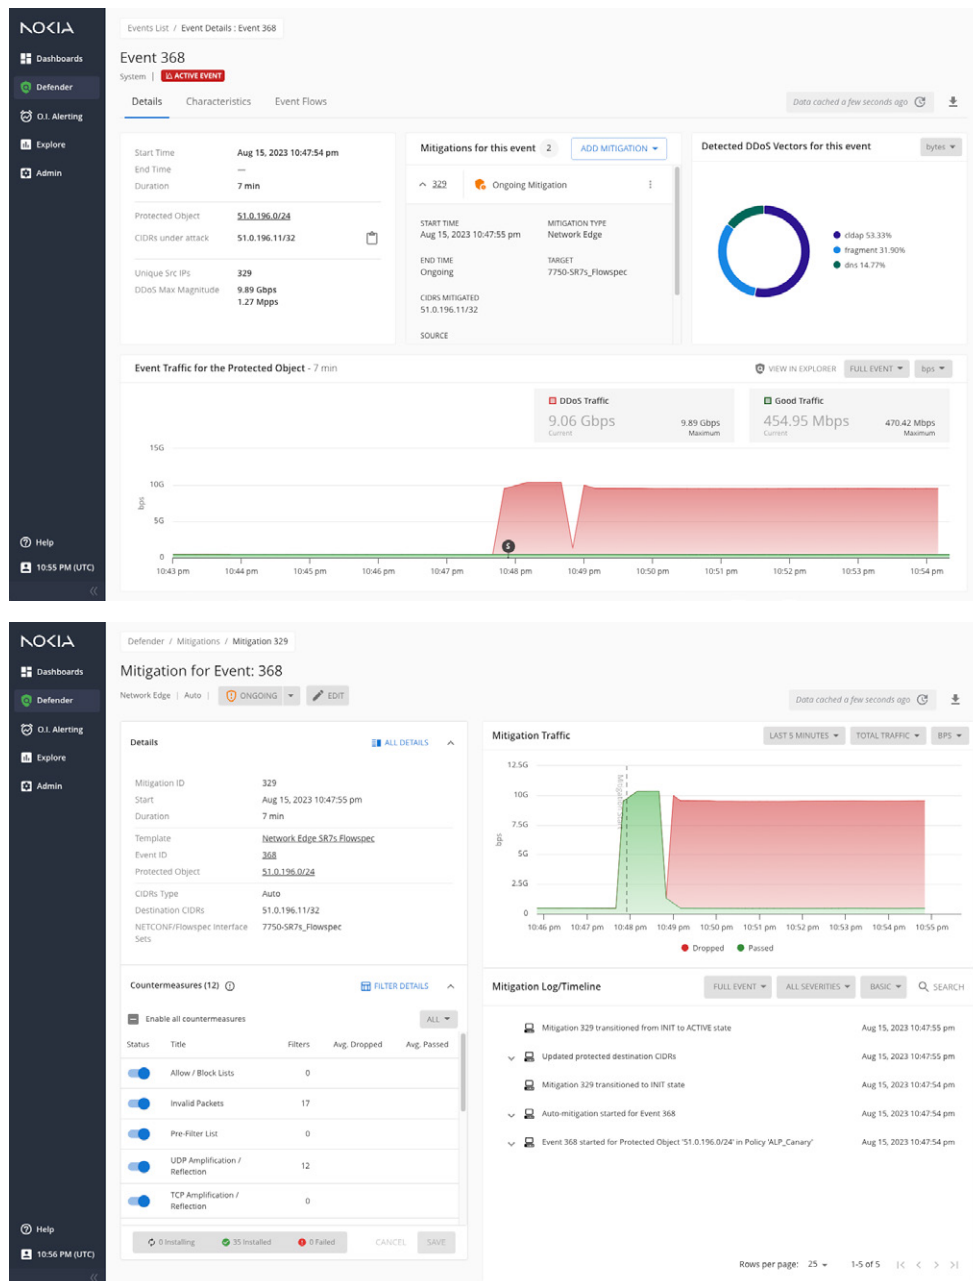 NOKIA
Dashboards
Defender
O.I. Alerting
Explore
Admin
Help
10:55 PM (UTC)
Events List / Event Details : Event 368
Event 368
System | ACTIVE EVENT
Details Characteristics Event Flows
Data cached a few seconds ago
Start Time Aug 15, 2023 10:47:54 pm
End Time —
Duration 7 min
Protected Object 51.0.196.0/24
CIDRs under attack 51.0.196.11/32
Unique Src IPs 329
DDoS Max Magnitude 9.89 Gbps
1.27 Mpps
Mitigations for this event 2 ADD MITIGATION
329 Ongoing Mitigation
START TIME MITIGATION TYPE
Aug 15, 2023 10:47:55 pm Network Edge
END TIME TARGET
Ongoing 7750-SR7s_Flowspec
CIDRS MITIGATED
51.0.196.11/32
SOURCE
Detected DDoS Vectors for this event bytes
cldap 53.33%
fragment 31.90%
dns 14.77%
Event Traffic for the Protected Object - 7 min
VIEW IN EXPLORER FULL EVENT bps
DDoS Traffic
9.06 Gbps 9.89 Gbps
Current Maximum
Good Traffic
454.95 Mbps 470.42 Mbps
Current Maximum
15G
10G
5G
0
bps
S
10:43 pm 10:44 pm 10:45 pm 10:46 pm 10:47 pm 10:48 pm 10:49 pm 10:50 pm 10:51 pm 10:52 pm 10:53 pm 10:54 pm
NOKIA
Dashboards
Defender
O.I. Alerting
Explore
Admin
Help
10:56 PM (UTC)
Defender / Mitigations / Mitigation 329
Mitigation for Event: 368
Network Edge | Auto | ONGOING EDIT
Data cached a few seconds ago
Details ALL DETAILS
Mitigation ID 329
Start Aug 15, 2023 10:47:55 pm
Duration 7 min
Template Network Edge SR7s Flowspec
Event ID 368
Protected Object 51.0.196.0/24
CIDRs Type Auto
Destination CIDRs 51.0.196.11/32
NETCONF/Flowspec Interface 7750-SR7s_Flowspec
Sets
Countermeasures (12) FILTER DETAILS
Enable all countermeasures ALL
Status Title Filters Avg. Dropped Avg. Passed
Allow / Block Lists 0
Invalid Packets 17
Pre-Filter List 0
UDP Amplification / 12
Reflection
TCP Amplification / 0
Reflection
0 Installing 35 Installed 0 Failed CANCEL SAVE
Mitigation Traffic LAST 5 MINUTES TOTAL TRAFFIC BPS
12.5G
10G
7.5G
5G
2.5G
0
bps
Mitigation Start
10:46 pm 10:47 pm 10:48 pm 10:49 pm 10:50 pm 10:51 pm 10:52 pm 10:53 pm 10:54 pm 10:55 pm
Dropped Passed
Mitigation Log/Timeline FULL EVENT ALL SEVERITIES BASIC SEARCH
Mitigation 329 transitioned from INIT to ACTIVE state Aug 15, 2023 10:47:55 pm
Updated protected destination CIDRs Aug 15, 2023 10:47:55 pm
Mitigation 329 transitioned to INIT state Aug 15, 2023 10:47:54 pm
Auto-mitigation started for Event 368 Aug 15, 2023 10:47:54 pm
Event 368 started for Protected Object '51.0.196.0/24' in Policy 'ALP_Canary' Aug 15, 2023 10:47:54 pm
Rows per page: 25 1-5 of 5